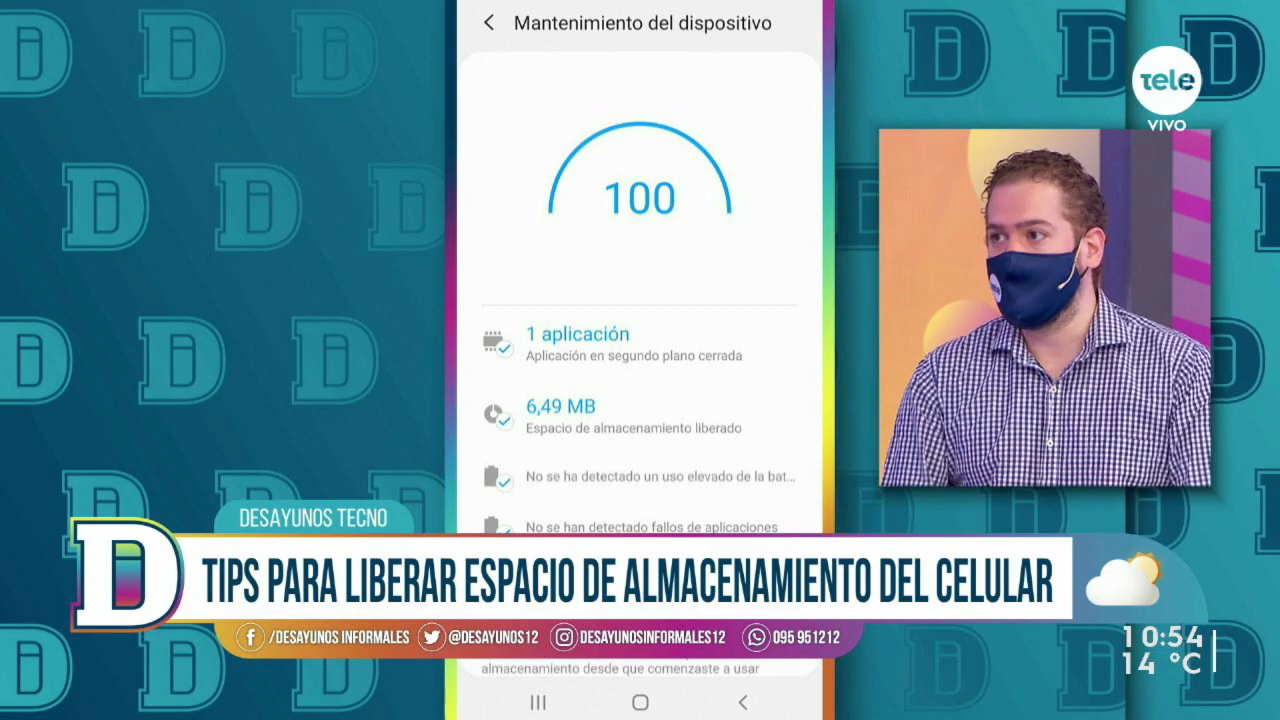 Mantenimiento del dispositivo
tele
VIVO
100
1 aplicación
Aplicación en segundo plano cerrada
6,49 MB
Espacio de almacenamiento liberado
No se ha detectado un uso elevado de la bat...
No se han detectado fallos de aplicaciones
DESAYUNOS TECNO
D
TIPS PARA LIBERAR ESPACIO DE ALMACENAMIENTO DEL CELULAR
/DESAYUNOS INFORMALES @DESAYUNOS12 DESAYUNOSINFORMALES12 095 951212
10:54
14 °C
almacenamiento desde que comenzaste a usar